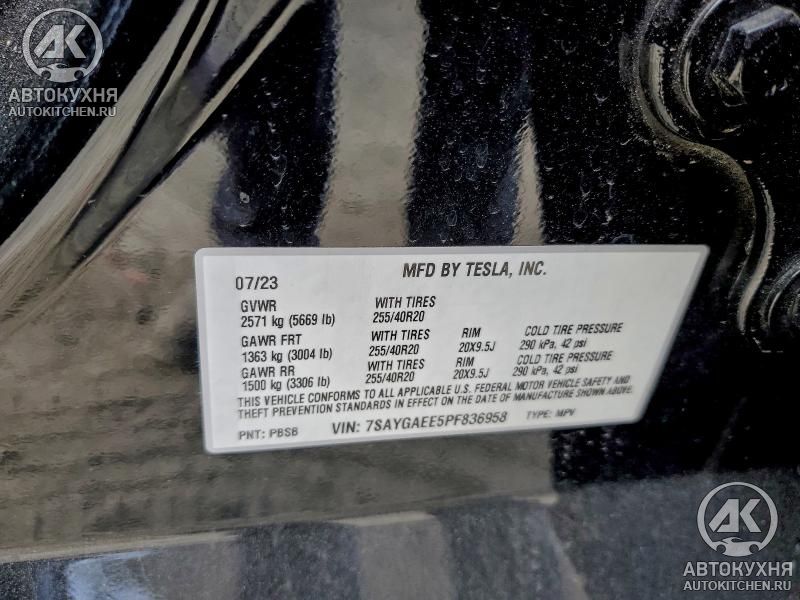 АК
АВТОКУХНЯ
AUTOKITCHEN.RU
MFD BY TESLA, INC.
07/23
GVWR WITH TIRES
2571 kg (5669 lb) 255/40R20
GAWR FRT WITH TIRES RIM COLD TIRE PRESSURE
1363 kg (3004 lb) 255/40R20 20X9.5J 290 kPa, 42 psi
GAWR RR WITH TIRES RIM COLD TIRE PRESSURE
1500 kg (3306 lb) 255/40R20 20X9.5J 290 kPa, 42 psi
THIS VEHICLE CONFORMS TO ALL APPLICABLE U.S. FEDERAL MOTOR VEHICLE SAFETY AND
THEFT PREVENTION STANDARDS IN EFFECT ON THE DATE OF MANUFACTURE SHOWN ABOVE.
PNT: PBSB VIN: 7SAYGAEE5PF836958 TYPE: MPV
АК
АВТОКУХНЯ
AUTOKITCHEN.RU